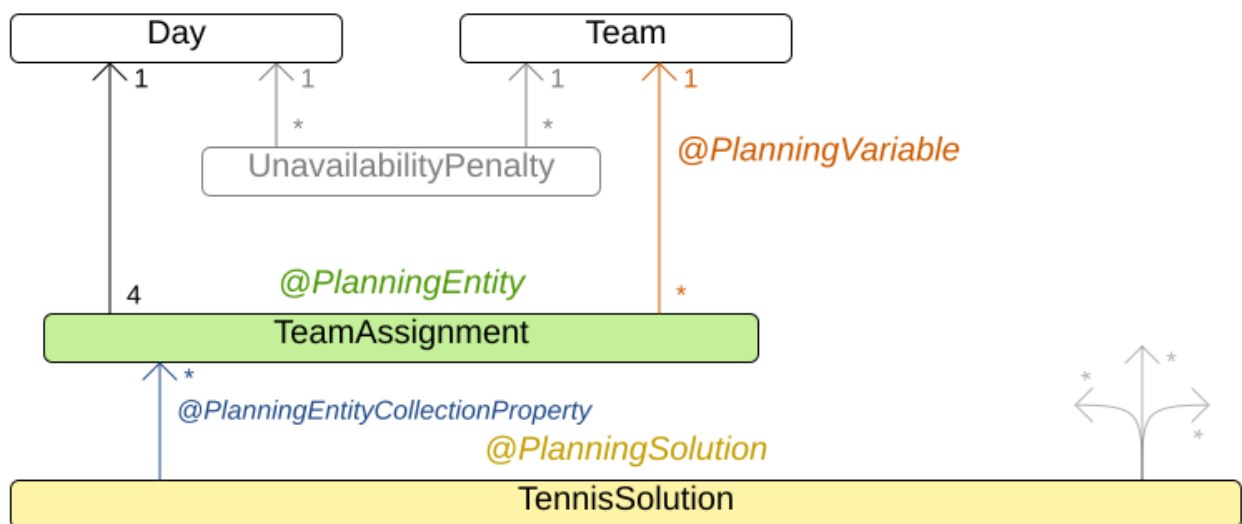 Day
Team
1
1
1
1
*
*
@PlanningVariable
UnavailabilityPenalty
@PlanningEntity
4
*
TeamAssignment
*
*
*
@PlanningEntityCollectionProperty
*
@PlanningSolution
TennisSolution